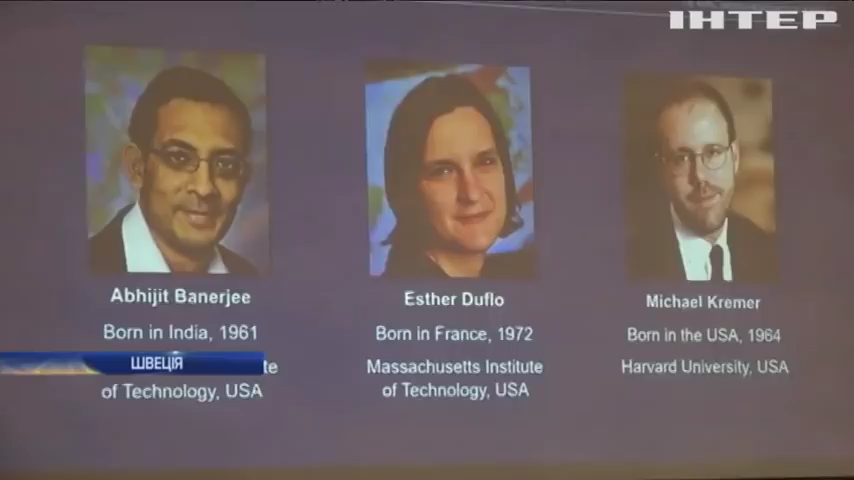 ІНТЕР
Abhijit Banerjee
Born in India, 1961
te
of Technology, USA
Esther Duflo
Born in France, 1972
Massachusetts Institute
of Technology, USA
Michael Kremer
Born in the USA, 1964
Harvard University, USA
ШВЕЦІЯ